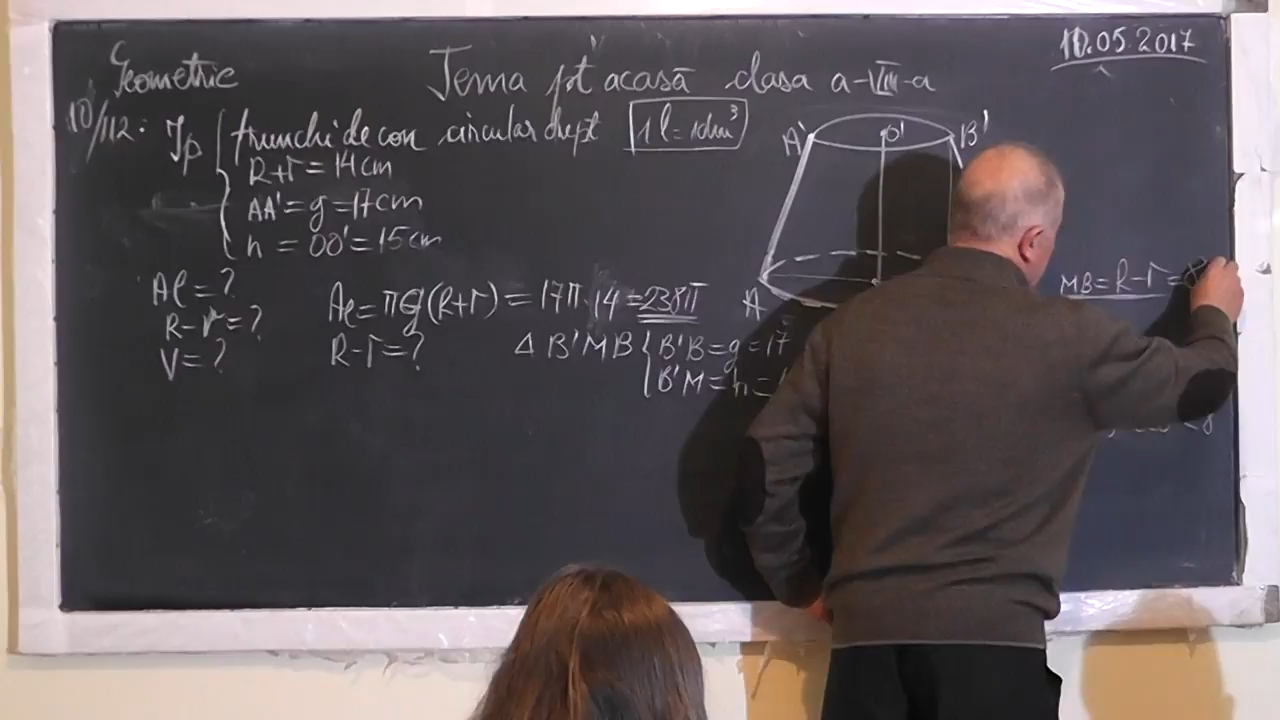 Geometrie
Tema pt acasă clasa a-VIII-a
10.05.2017
10/112:
Ip
trunchi de con circular drept
1 l = 1dm³
R+r = 14 cm
AA' = g = 17 cm
h = OO' = 15 cm
A'
O'
B'
A
Al = ?
R-r = ?
V = ?
Al = πg(R+r) = 17π·14 = 238π
R-r = ?
Δ B'MB
B'B = g = 17
B'M = h =
MB = R-r = 8